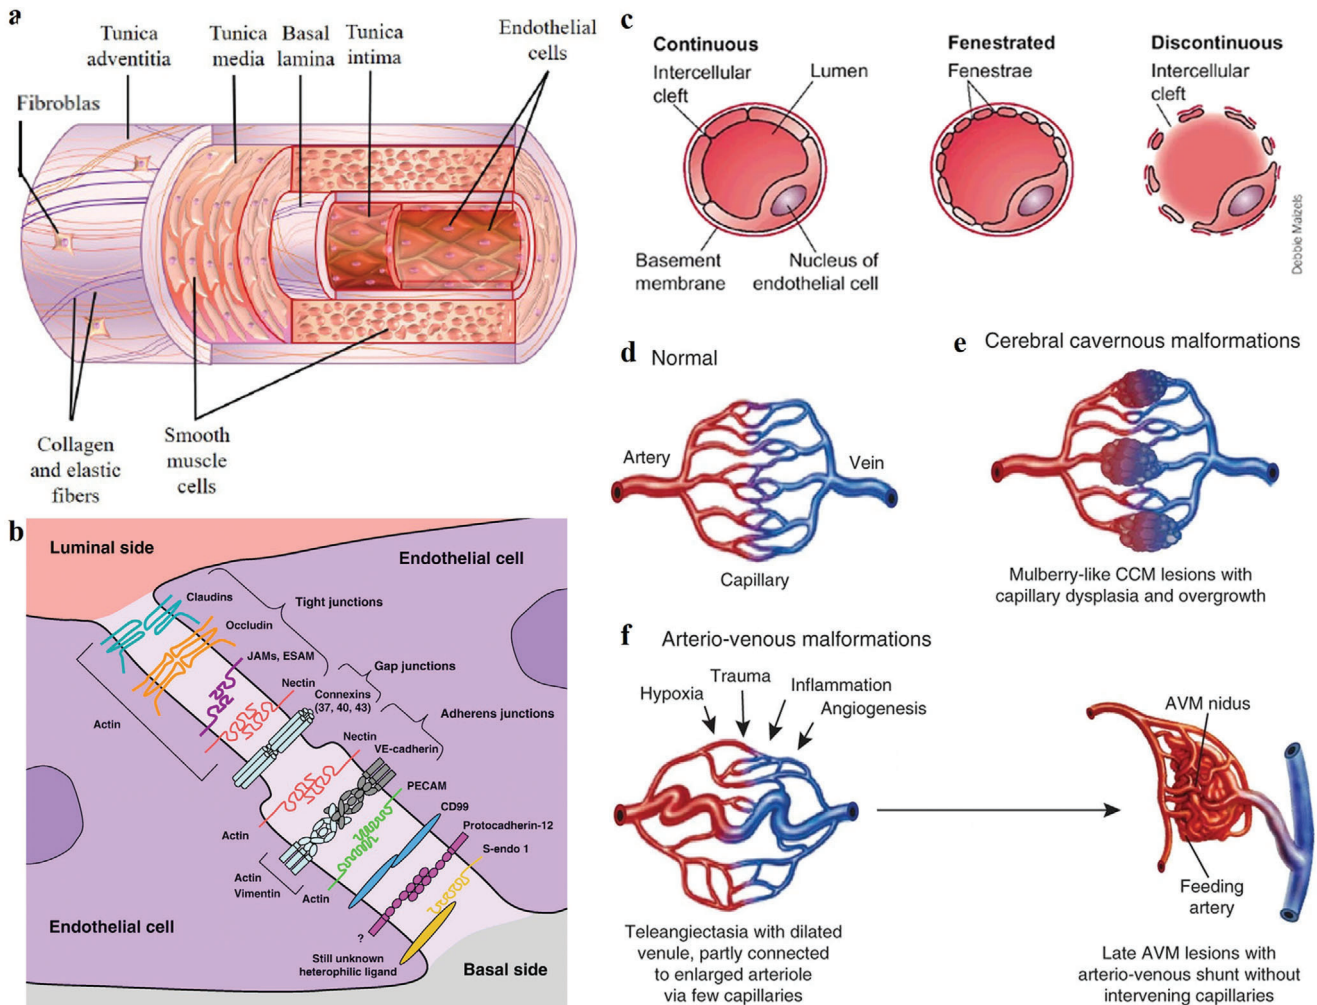 a
Tunica
adventitia
Tunica
media
Basal
lamina
Tunica
intima
Endothelial
cells
Fibroblas
Collagen
and elastic
fibers
Smooth
muscle
cells
b
Luminal side
Endothelial cell
Claudins
Tight junctions
Occludin
JAMs, ESAM
Gap junctions
Nectin
Connexins
(37, 40, 43)
Adherens junctions
Actin
Nectin
VE-cadherin
PECAM
CD99
Protocadherin-12
S-endo 1
Actin
Actin
Vimentin
Actin
?
Endothelial cell
Still unknown
heterophilic ligand
Basal side
c
Continuous
Intercellular
cleft
Lumen
Basement
membrane
Nucleus of
endothelial cell
Fenestrated
Fenestrae
Discontinuous
Intercellular
cleft
Debbie Maizels
d Normal
Artery
Vein
Capillary
e Cerebral cavernous malformations
Mulberry-like CCM lesions with
capillary dysplasia and overgrowth
f Arterio-venous malformations
Hypoxia
Trauma
Inflammation
Angiogenesis
Teleangiectasia with dilated
venule, partly connected
to enlarged arteriole
via few capillaries
AVM nidus
Feeding
artery
Late AVM lesions with
arterio-venous shunt without
intervening capillaries